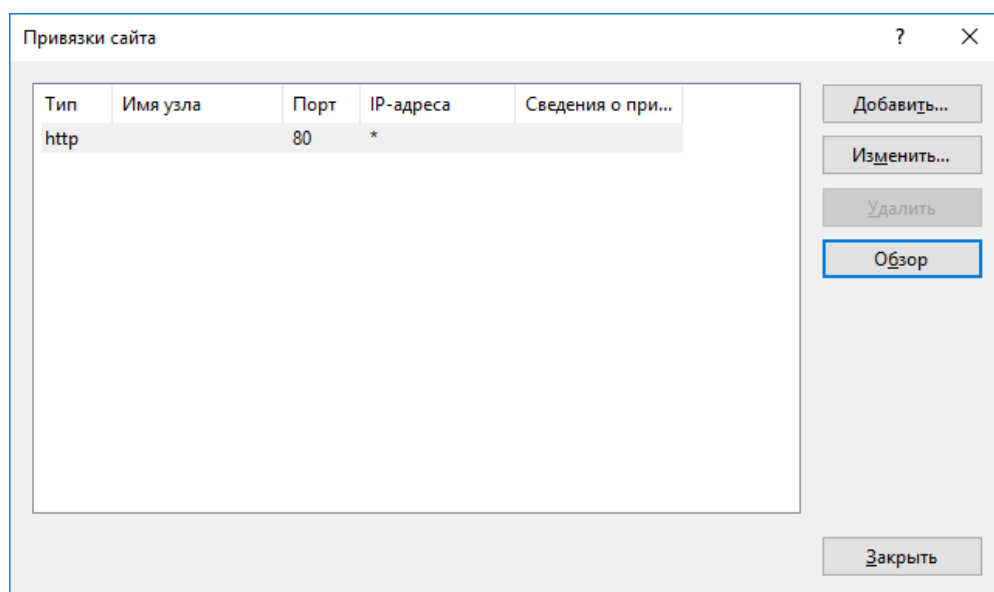 Привязки сайта
?
Тип Имя узла Порт IP-адреса Сведения о при...
http 80 *
Добавить...
Изменить...
Удалить
Обзор
Закрыть